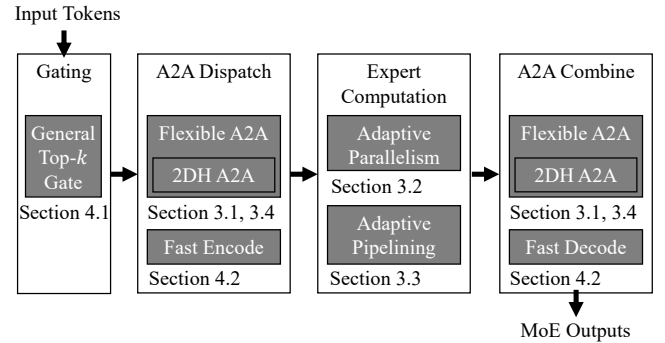 Input Tokens
Gating
General
Top-k
Gate
Section 4.1
A2A Dispatch
Flexible A2A
2DH A2A
Section 3.1, 3.4
Fast Encode
Section 4.2
Expert
Computation
Adaptive
Parallelism
Section 3.2
Adaptive
Pipelining
Section 3.3
A2A Combine
Flexible A2A
2DH A2A
Section 3.1, 3.4
Fast Decode
Section 4.2
MoE Outputs